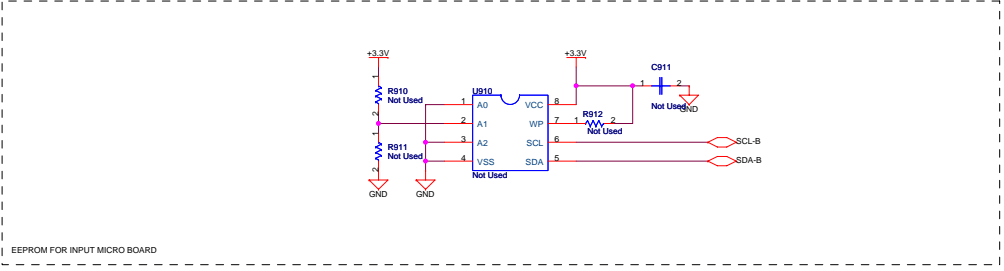 +3.3V
+3.3V
C911
1
2
GND
Not Used
1
R910
Not Used
2
U910
1
A0
VCC
8
R912
2
A1
WP
7
1
2
Not Used
1
R911
Not Used
2
3
A2
SCL
6
SCL-B
4
VSS
SDA
5
SDA-B
Not Used
GND
GND
EEPROM FOR INPUT MICRO BOARD